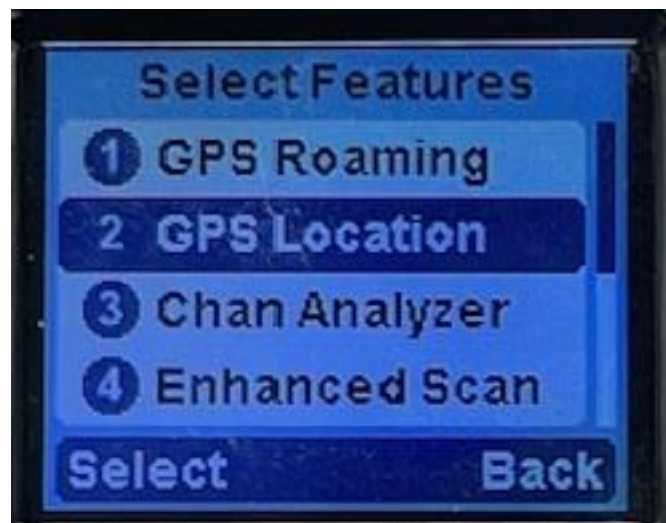 Select Features
1 GPS Roaming
2 GPS Location
3 Chan Analyzer
4 Enhanced Scan
Select Back